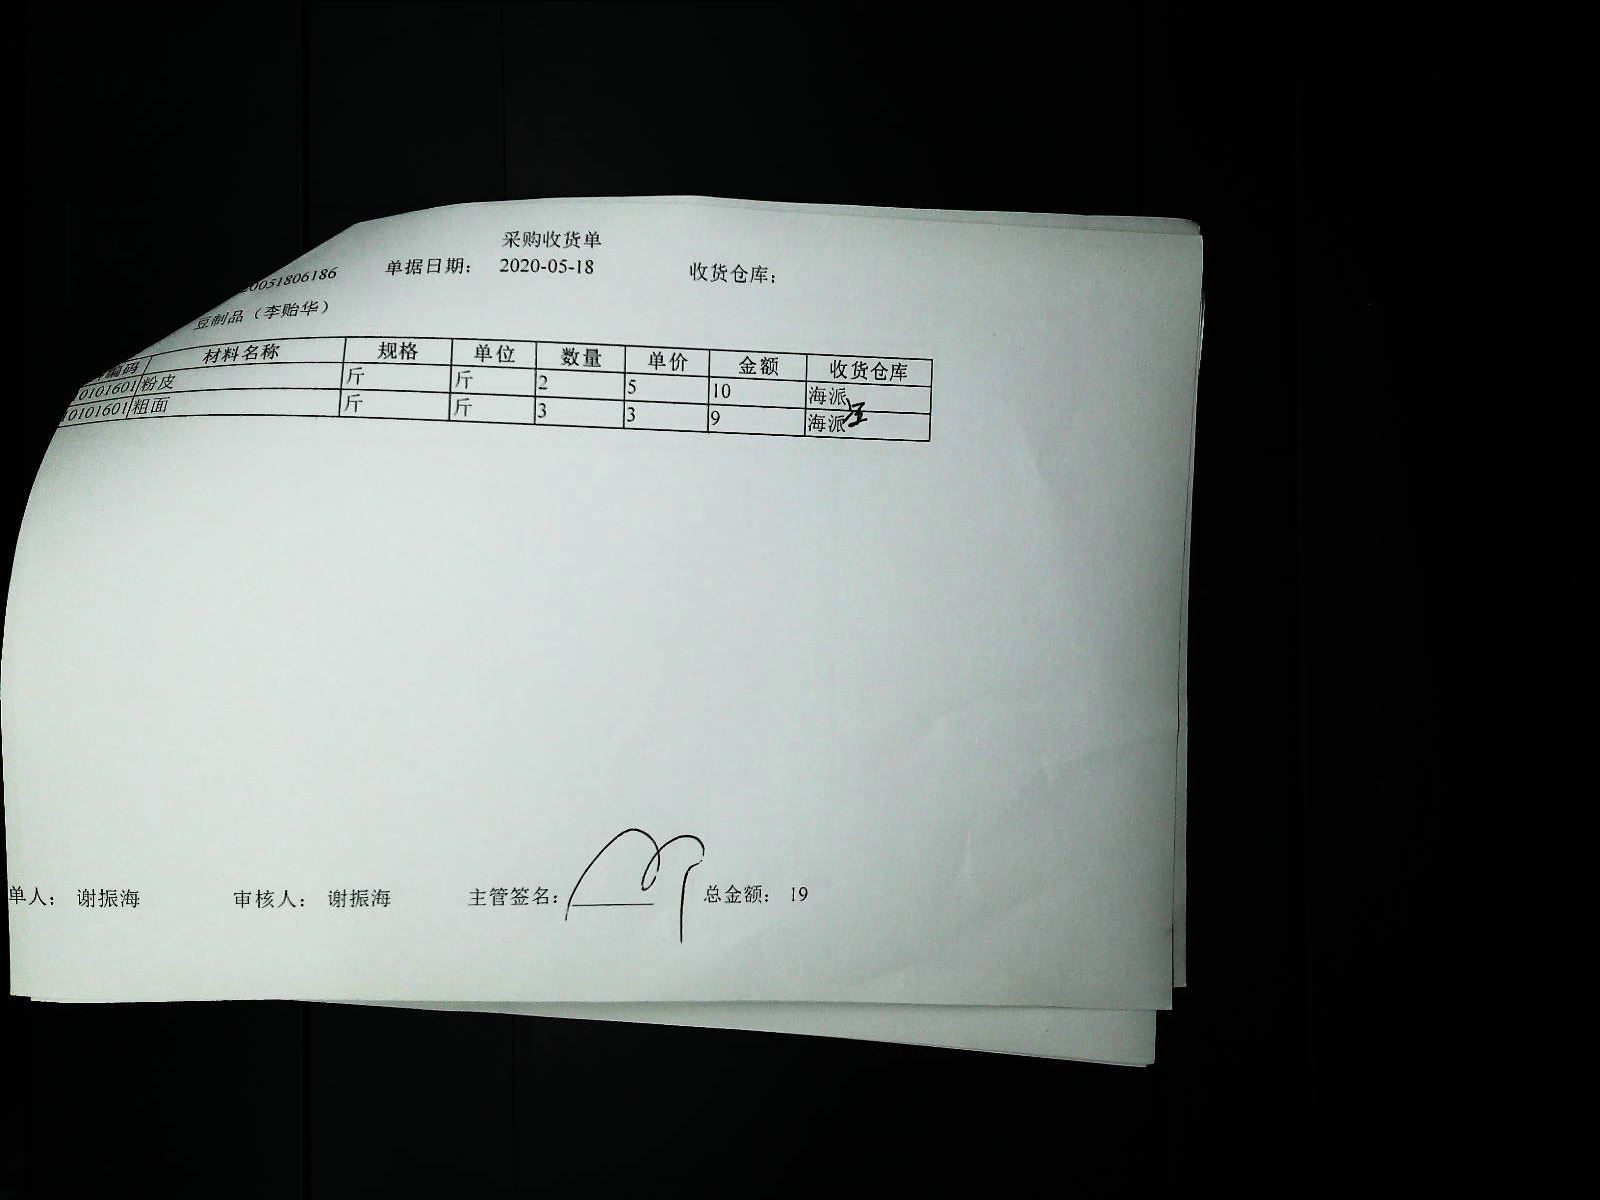 采购收货单
20051806186 单据日期： 2020-05-18 收货仓库：
豆制品（李贻华）
编码 材料名称 规格 单位 数量 单价 金额 收货仓库
0101601 粉皮 斤 斤 2 5 10 海派
0101601 粗面 斤 斤 3 3 9 海派
单人： 谢振海 审核人： 谢振海 主管签名： 总金额： 19